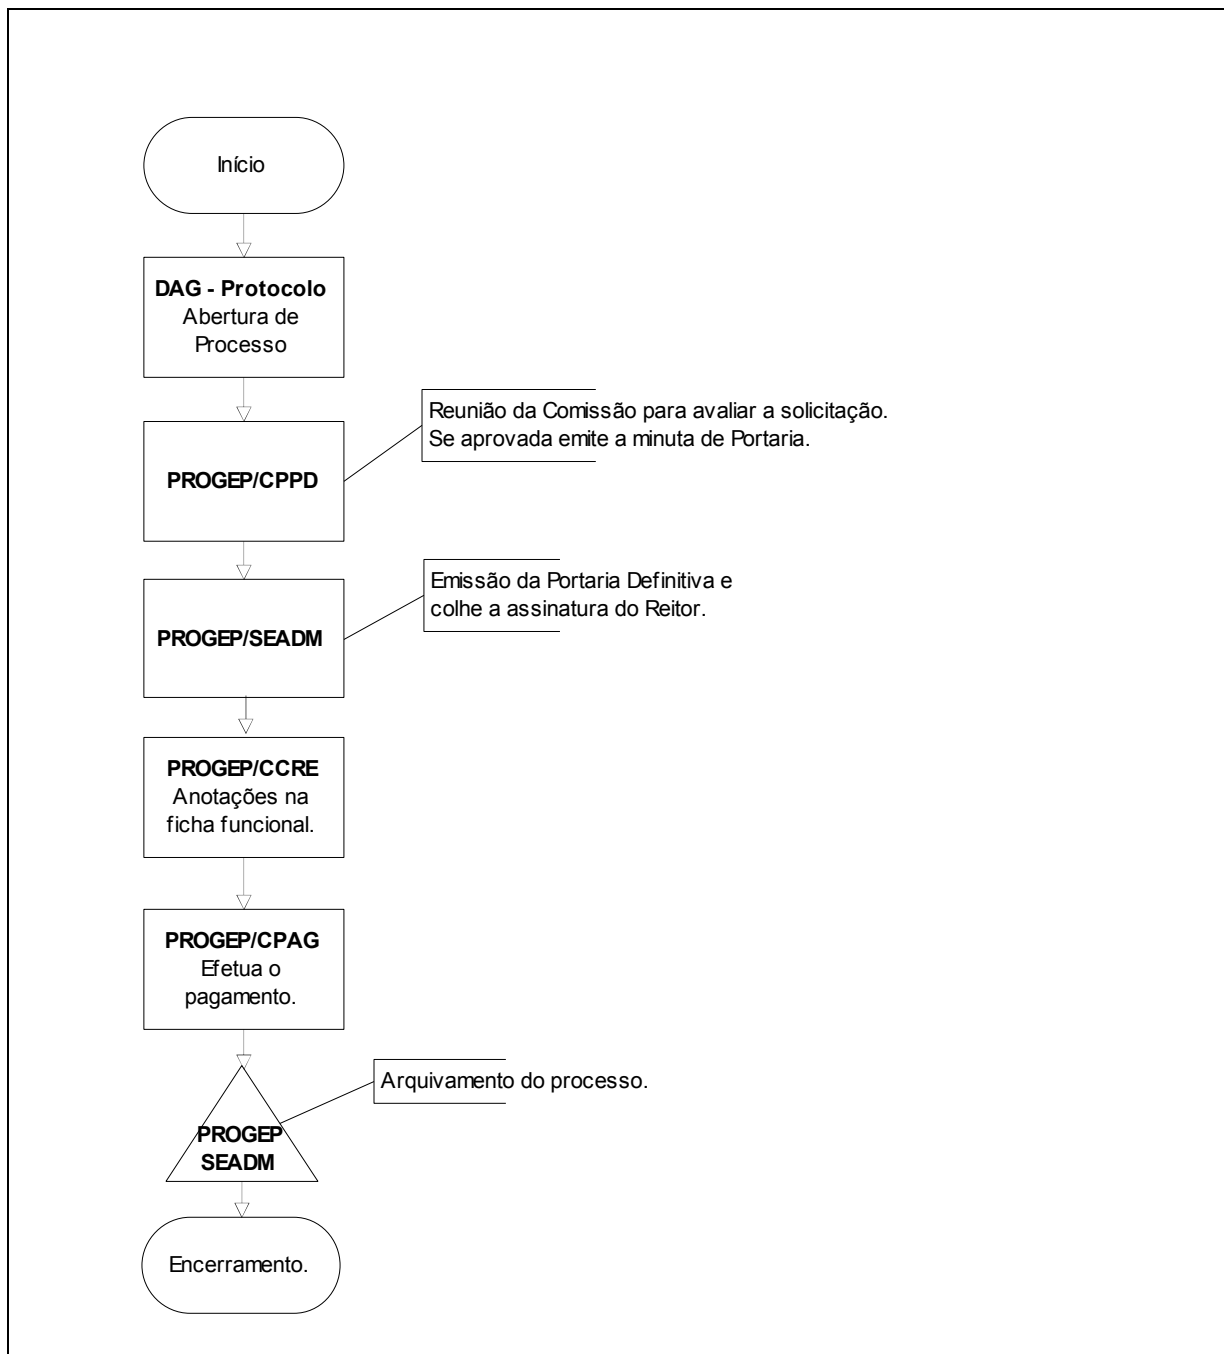 Início
DAG - Protocolo
Abertura de
Processo
Reunião da Comissão para avaliar a solicitação.
Se aprovada emite a minuta de Portaria.
PROGEP/CPPD
Emissão da Portaria Definitiva e
colhe a assinatura do Reitor.
PROGEP/SEADM
PROGEP/CCRE
Anotações na
ficha funcional.
PROGEP/CPAG
Efetua o
pagamento.
Arquivamento do processo.
PROGEP
SEADM
Encerramento.